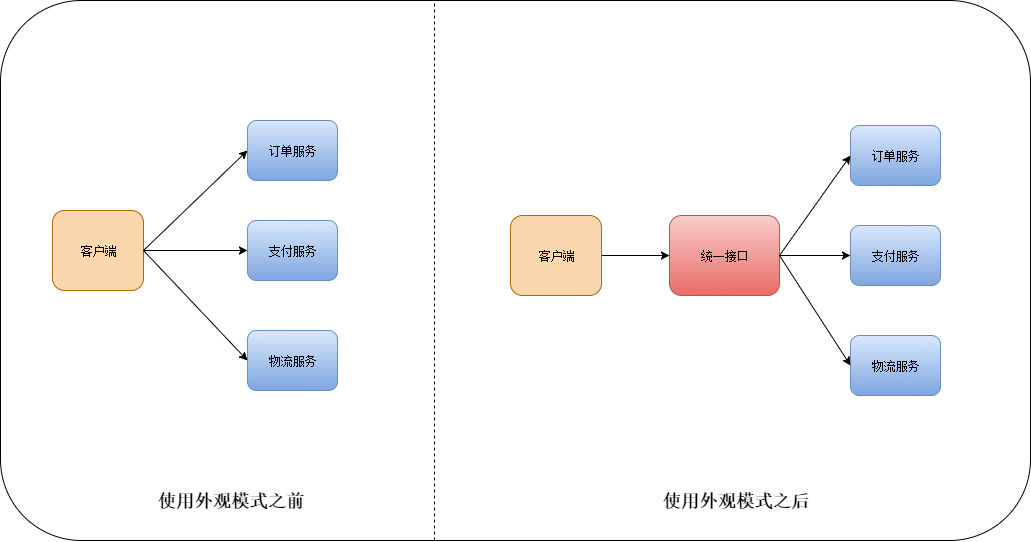 订单服务
客户端
支付服务
物流服务
使用外观模式之前
订单服务
客户端
统一接口
支付服务
物流服务
使用外观模式之后